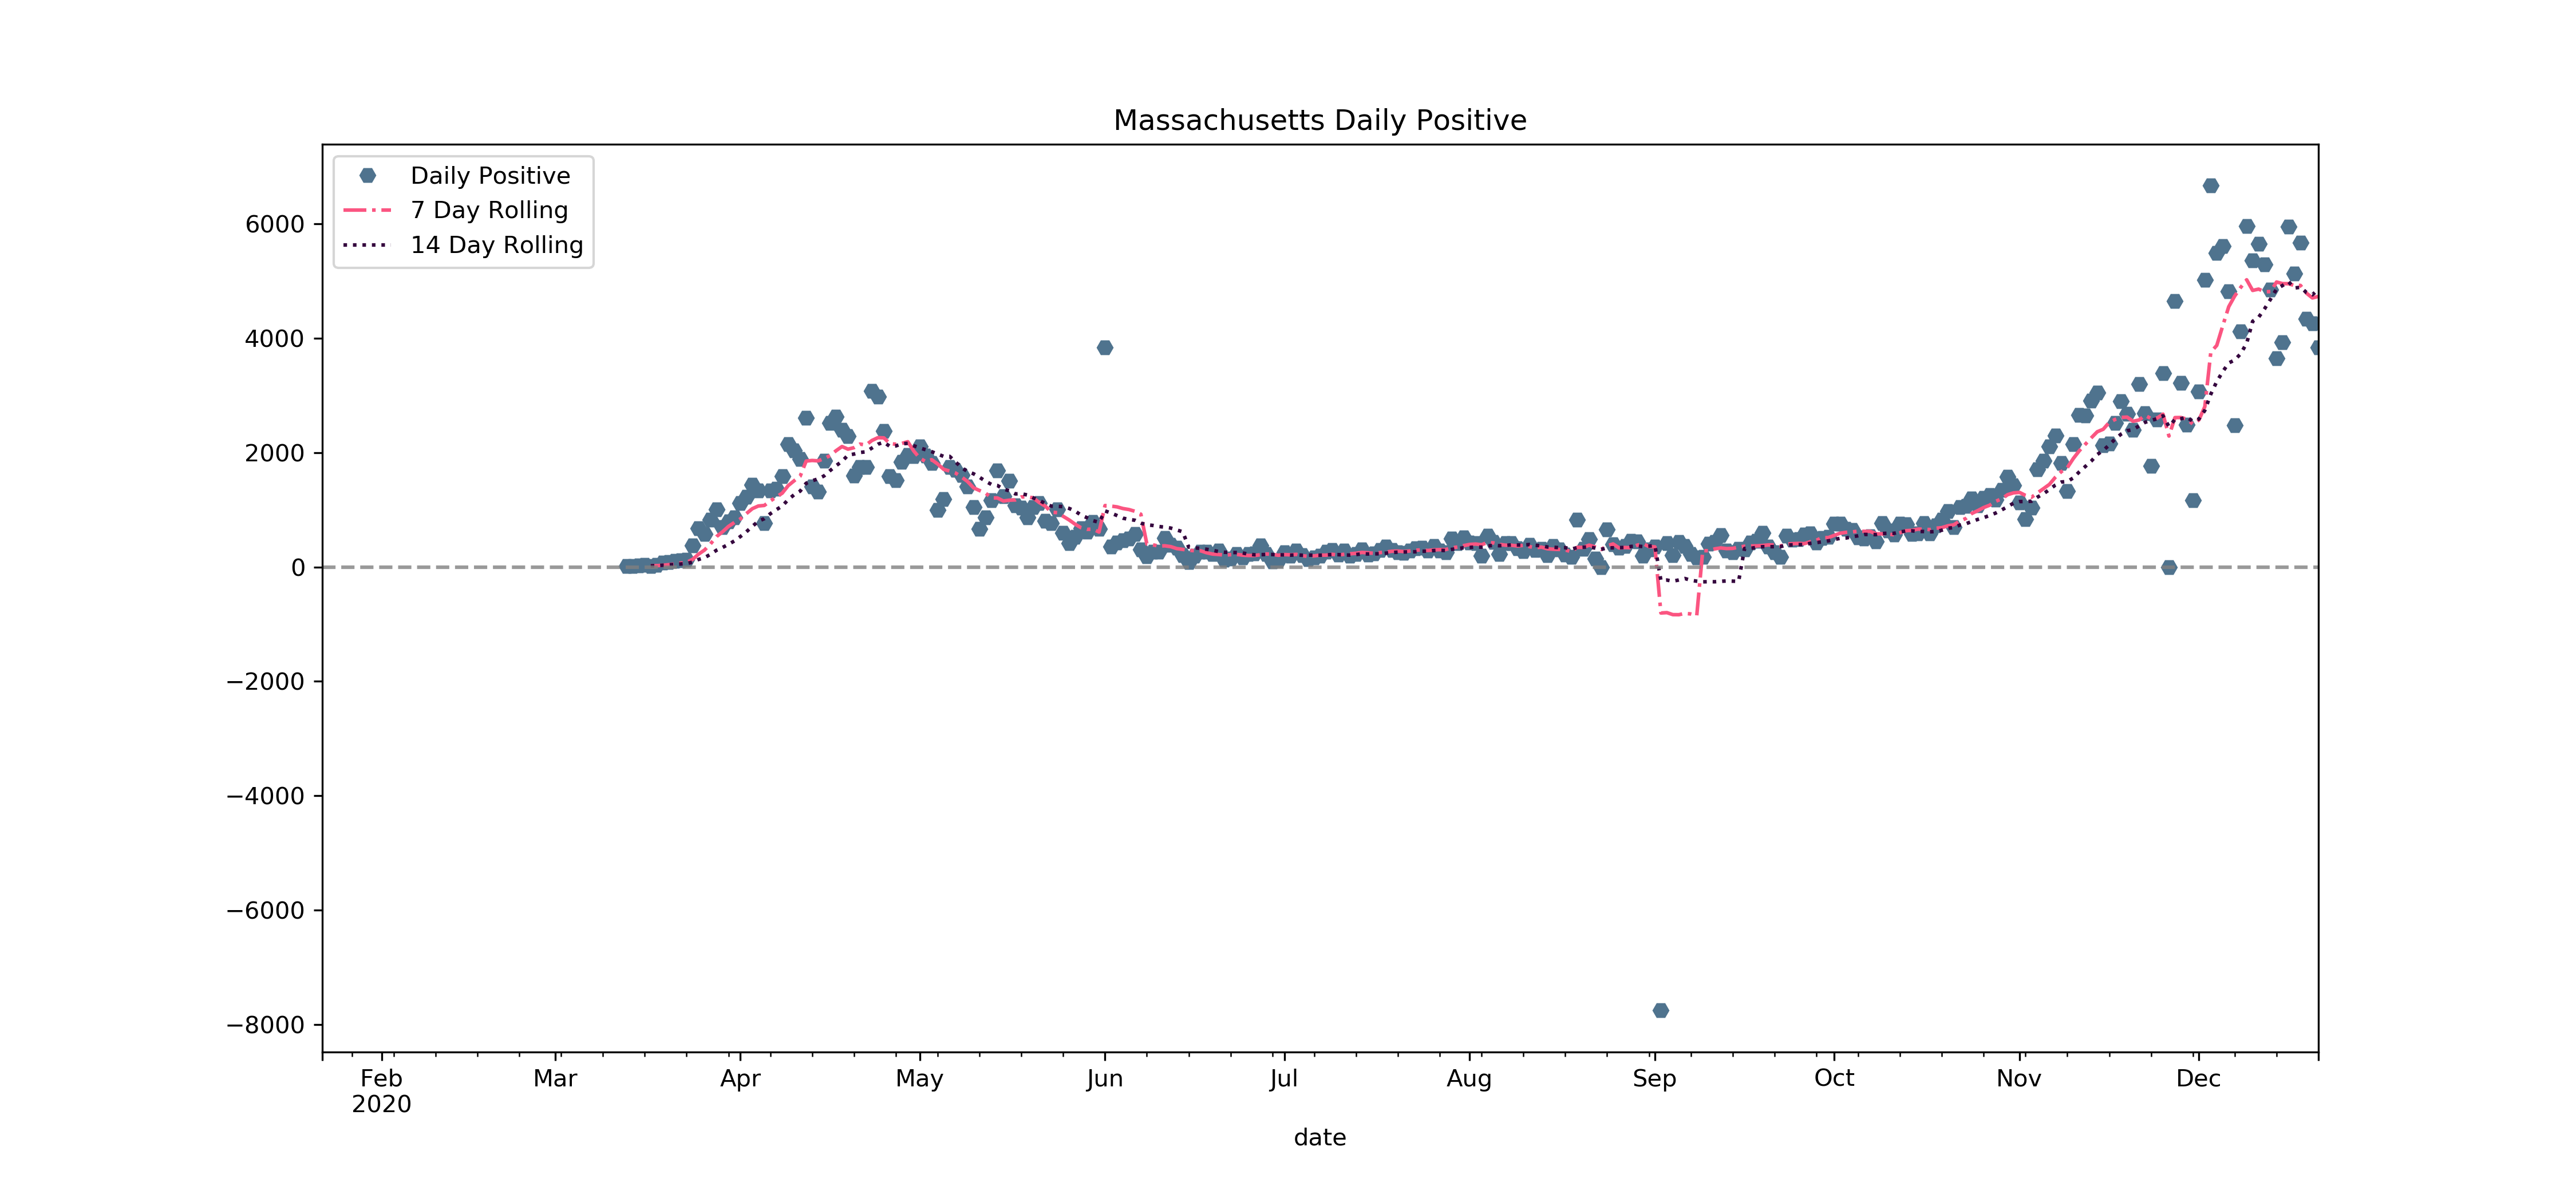 Massachusetts Daily Positive
Daily Positive
7 Day Rolling
14 Day Rolling
6000
4000
2000
0
−2000
−4000
−6000
−8000
Feb Mar Apr May Jun Jul Aug Sep Oct Nov Dec
2020
date